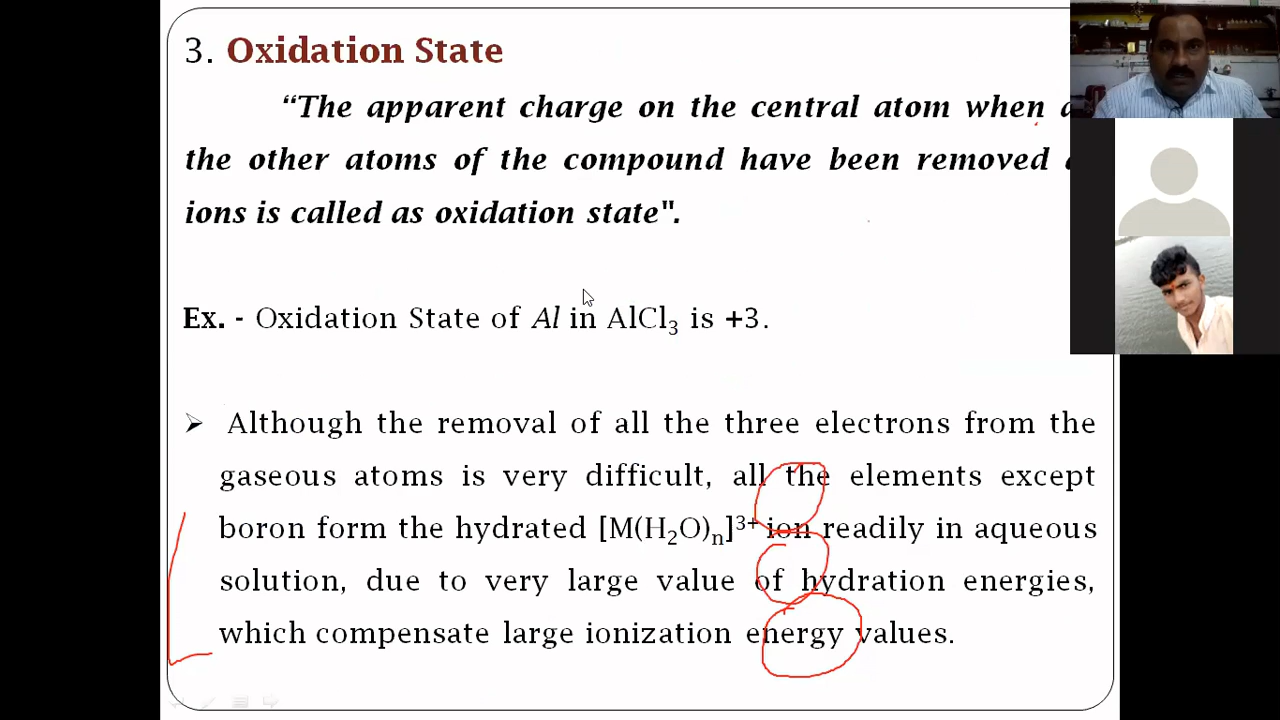 3. Oxidation State
“The apparent charge on the central atom when
the other atoms of the compound have been removed
ions is called as oxidation state".
Ex. - Oxidation State of Al in AlCl₃ is +3.
➢ Although the removal of all the three electrons from the
gaseous atoms is very difficult, all the elements except
boron form the hydrated [M(H₂O)ₙ]³⁺ ion readily in aqueous
solution, due to very large value of hydration energies,
which compensate large ionization energy values.